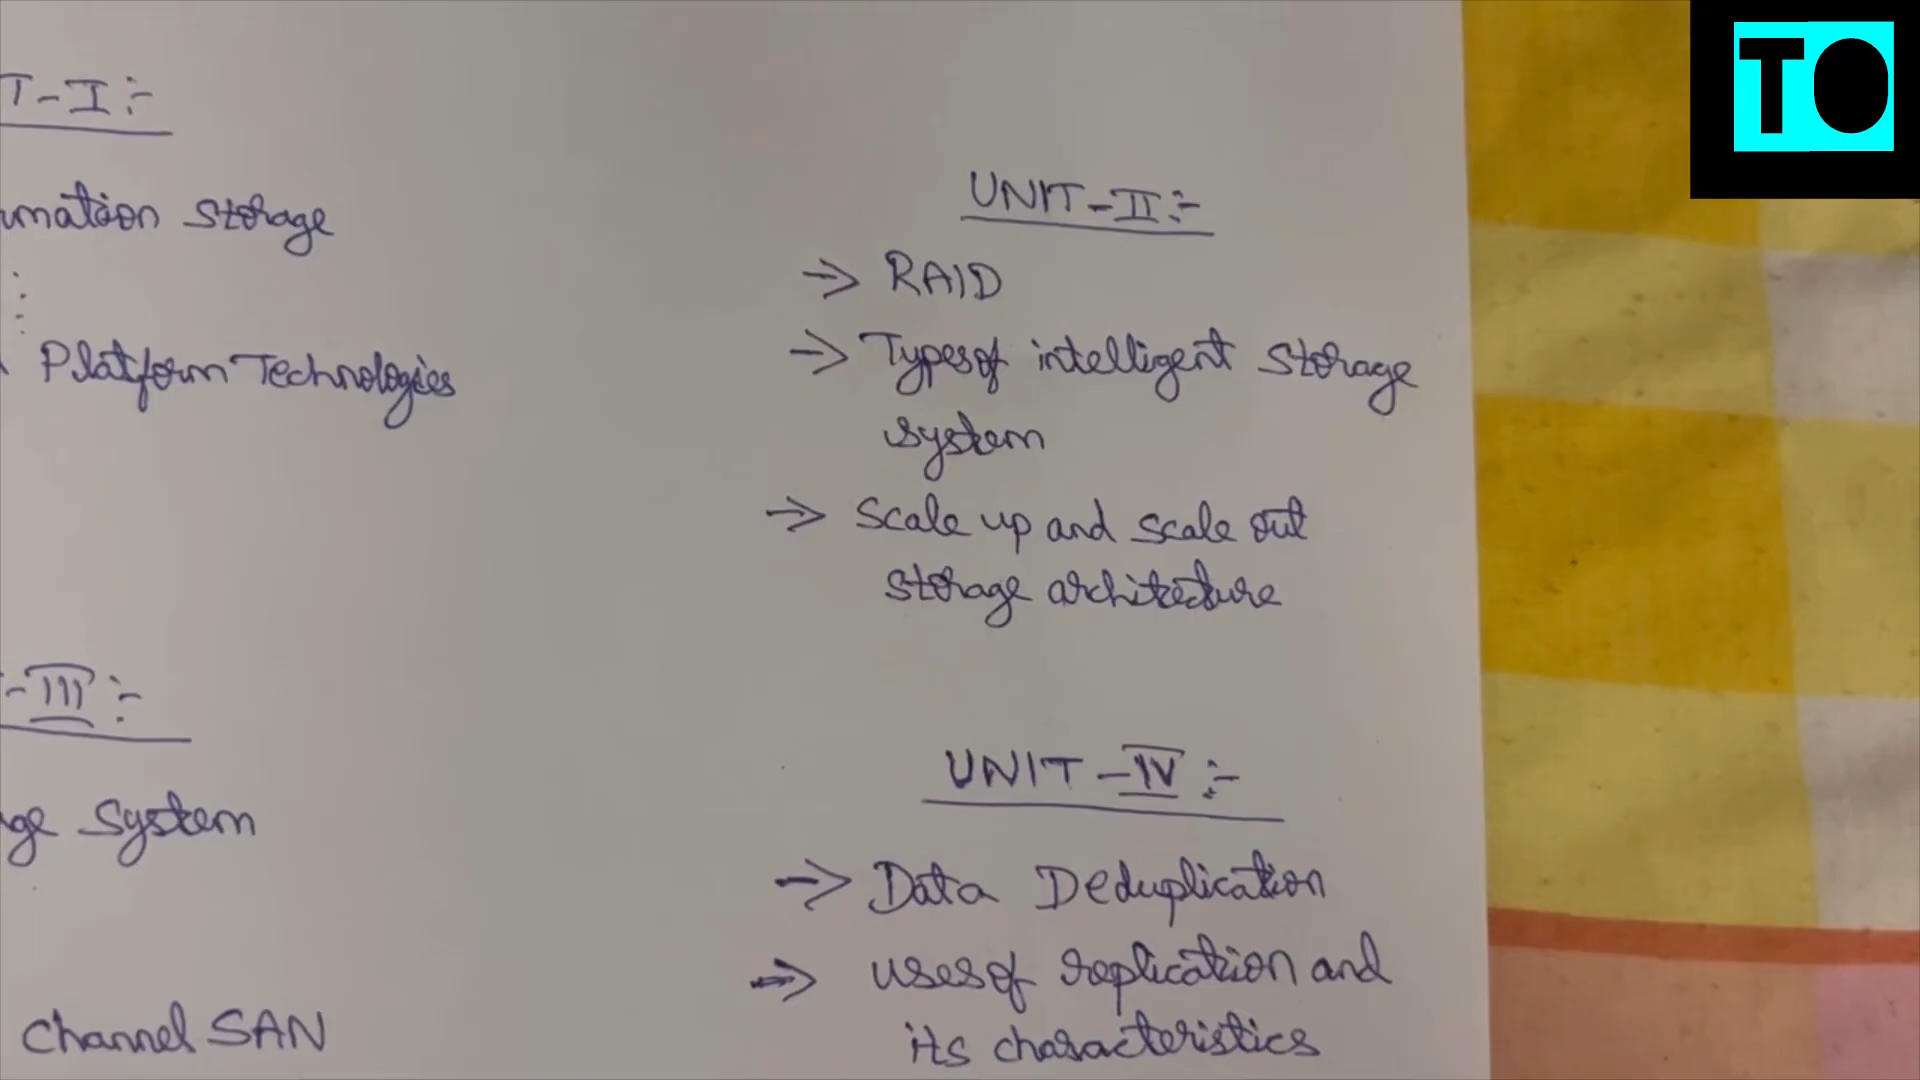 T-I:-
rmation Storage
Platform Technologies
UNIT-II:-
⇒ RAID
⇒ Types of intelligent Storage
system
⇒ Scale up and scale out
storage architecture
-III:-
ge System
Channel SAN
UNIT-IV:-
⇒ Data Deduplication
⇒ uses of replication and
its characteristics
TO